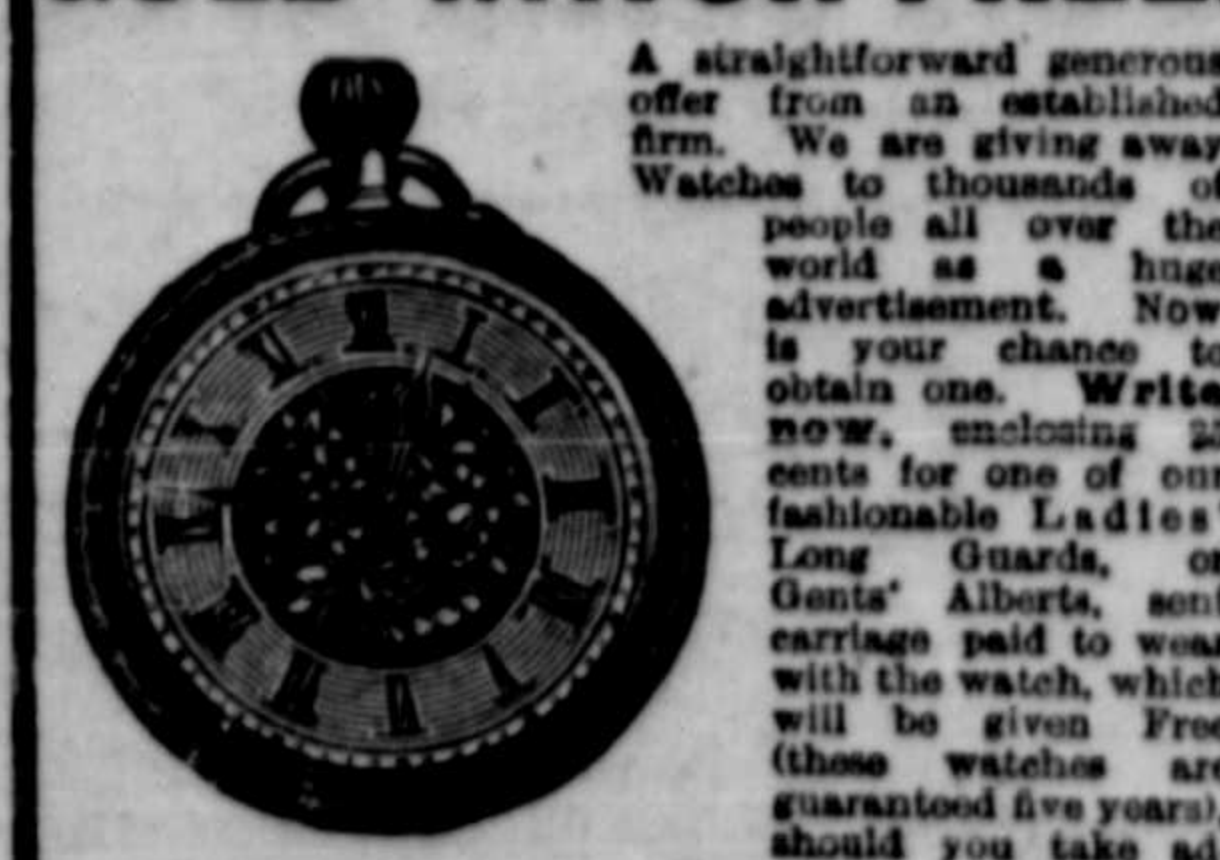 A straightforward generous
offer from an established
firm. We are giving away
Watches to thousands of
people all over the
world as a huge
advertisement. Now
is your chance to
obtain one. Write
now, enclosing 25
cents for one of our
fashionable Ladies'
Long Guards, or
Gents' Alberts, sent
carriage paid to wear
with the watch, which
will be given Free
(these watches are
guaranteed five years),
should you take ad